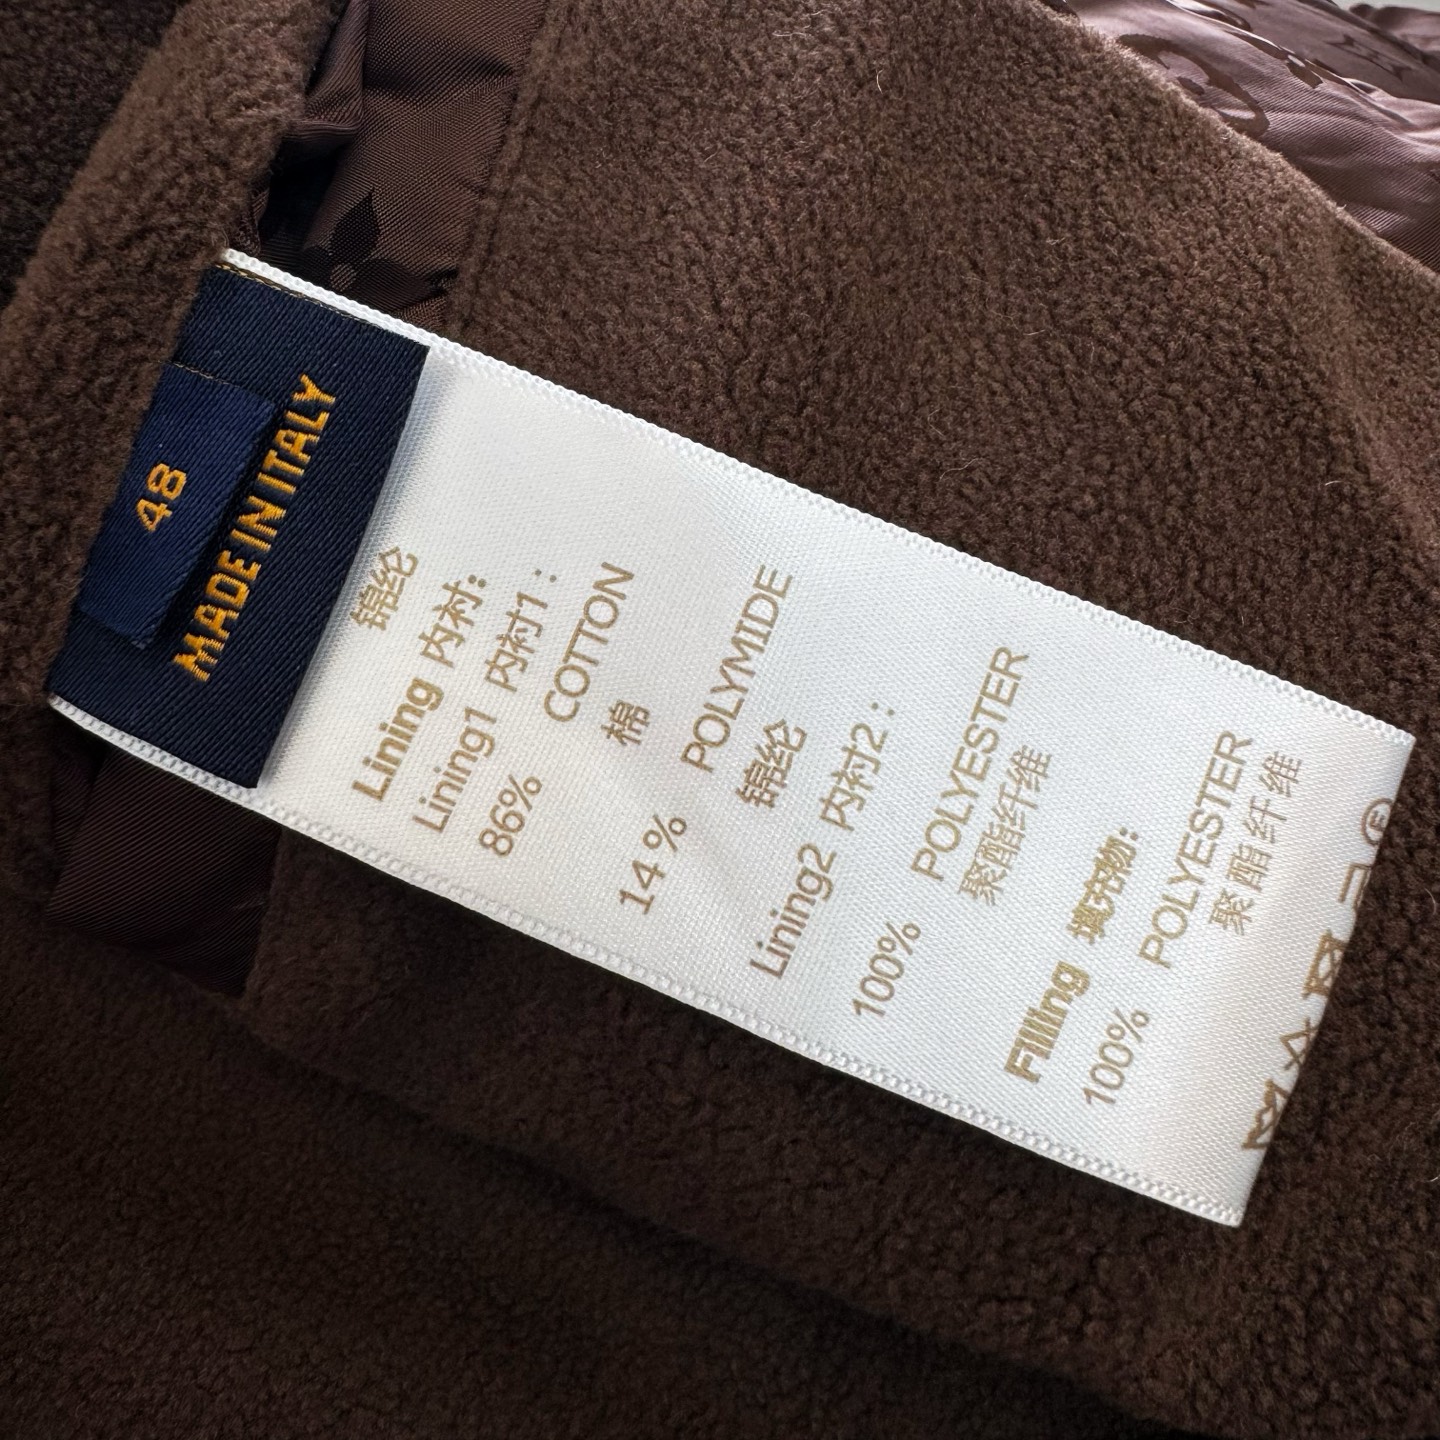 48
MADE IN ITALY
锦纶
Lining 内衬:
Lining1 内衬1:
86% COTTON
棉
14 % POLYMIDE
锦纶
Lining2 内衬2:
100% POLYESTER
聚酯纤维
Filling 填充物:
100% POLYESTER
聚酯纤维
E